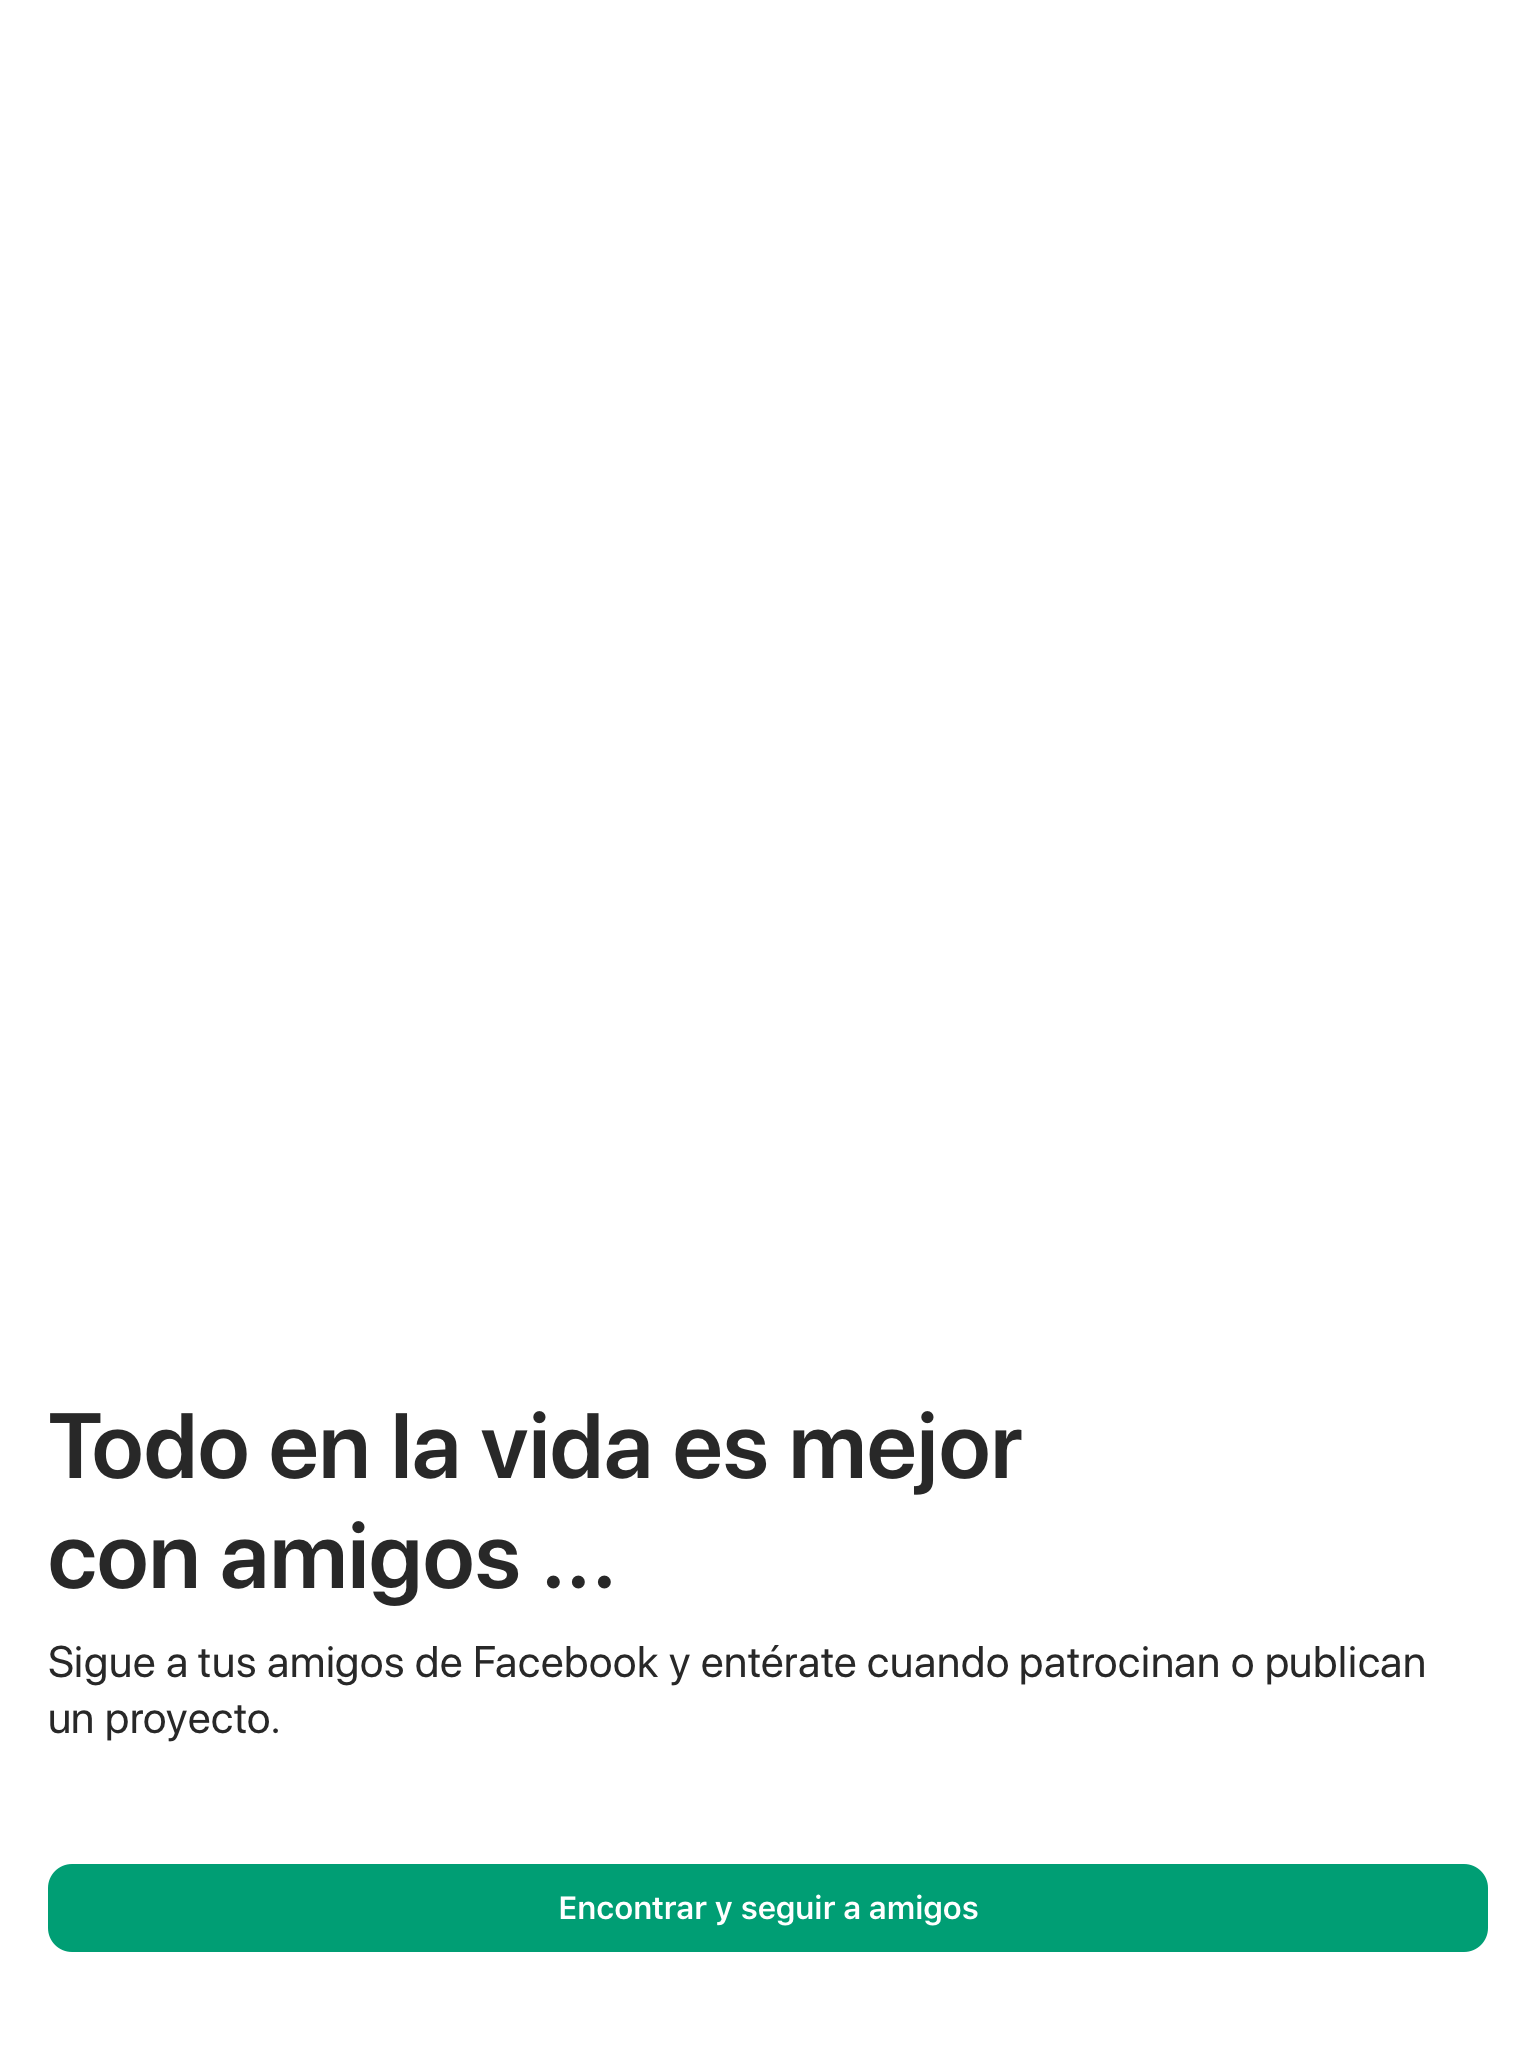 Todo en la vida es mejor
con amigos ...
Sigue a tus amigos de Facebook y entérate cuando patrocinan o publican
un proyecto.
Encontrar y seguir a amigos